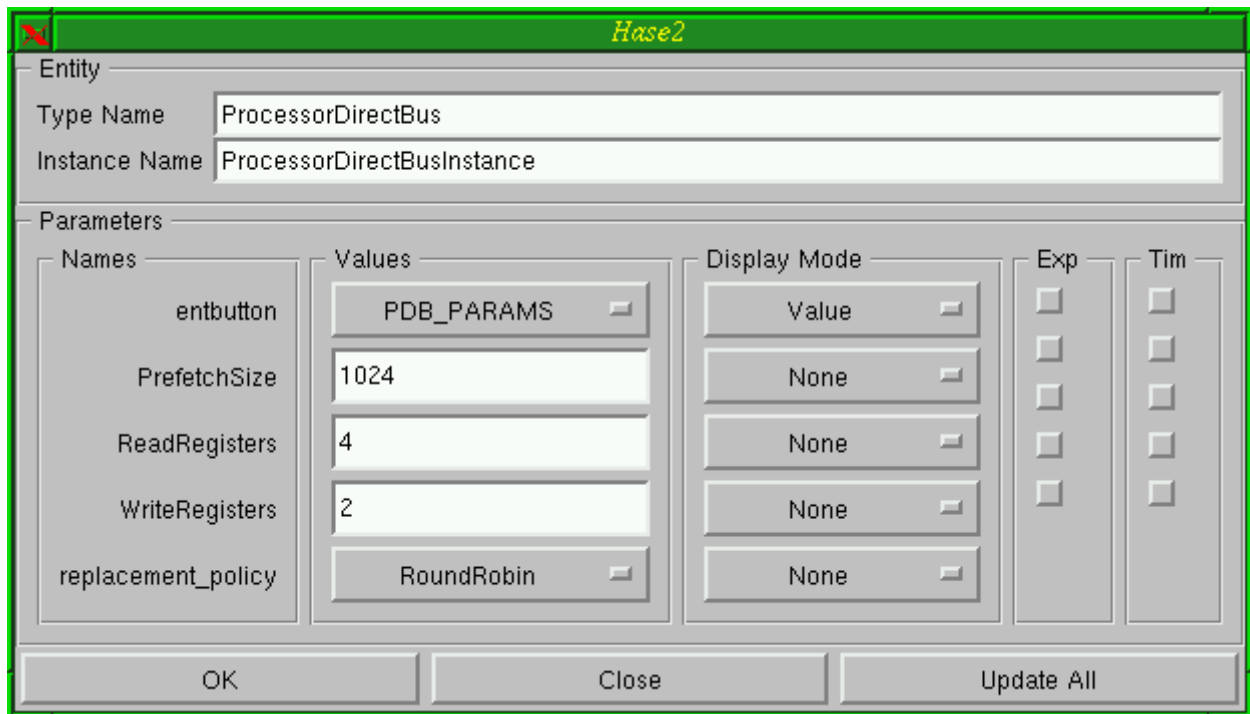 Hase2
Entity
Type Name ProcessorDirectBus
Instance Name ProcessorDirectBusInstance
Parameters
Names Values Display Mode Exp Tim
entbutton PDB_PARAMS Value
PrefetchSize 1024 None
ReadRegisters 4 None
WriteRegisters 2 None
replacement_policy RoundRobin None
OK Close Update All